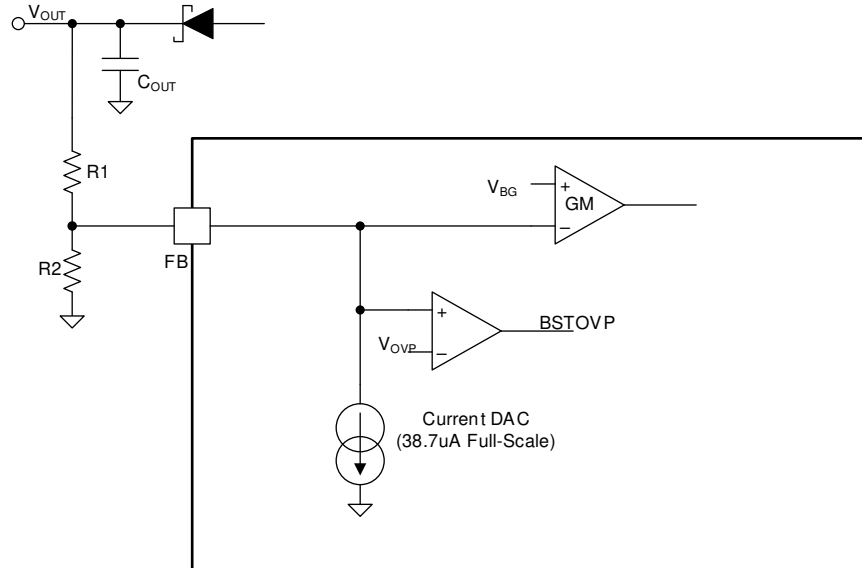 VOUT
COUT
R1
VBG
+
GM
−
FB
R2
+
BSTOVP
VOVP
−
Current DAC
(38.7uA Full-Scale)